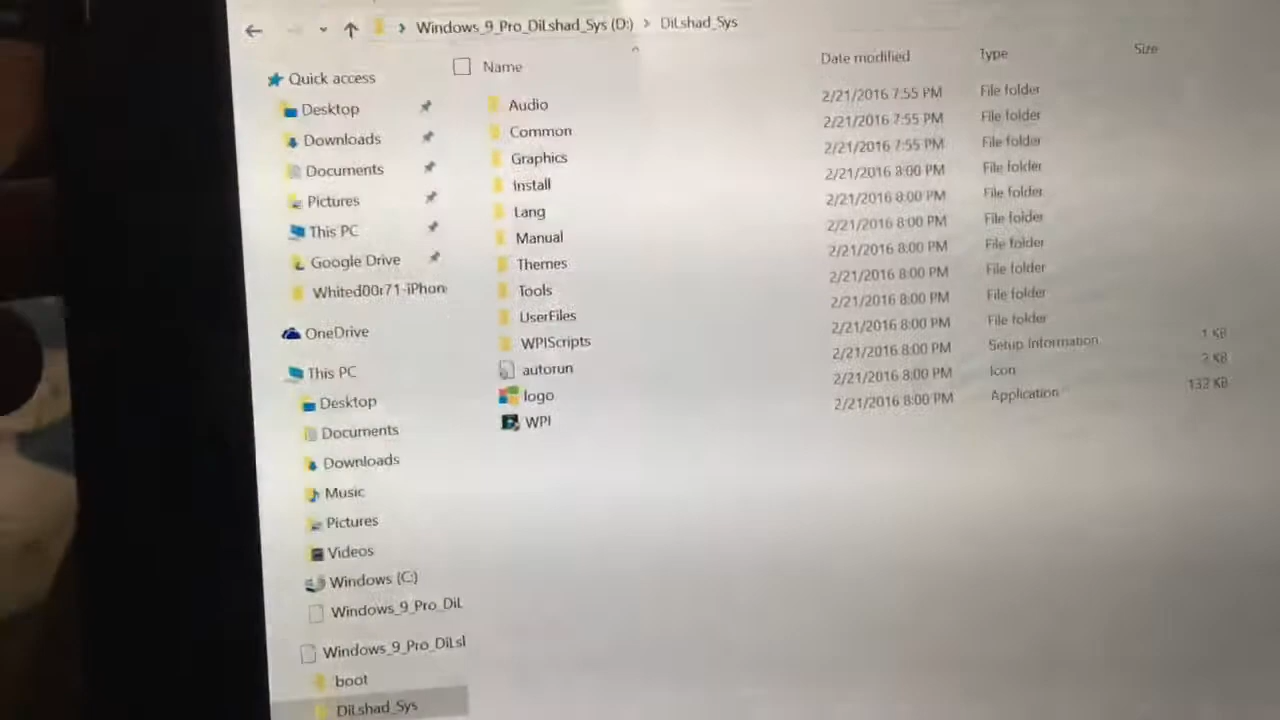 Windows_9_Pro_DiLshad_Sys (D:) > DiLshad_Sys
Name Date modified Type Size
Quick access
Desktop
Downloads
Documents
Pictures
This PC
Google Drive
Whited00r71-iPhon
OneDrive
This PC
Desktop
Documents
Downloads
Music
Pictures
Videos
Windows (C:)
Windows_9_Pro_DiL
Windows_9_Pro_DiLsl
boot
DiLshad_Sys
Audio 2/21/2016 7:55 PM File folder
Common 2/21/2016 7:55 PM File folder
Graphics 2/21/2016 7:55 PM File folder
Install 2/21/2016 8:00 PM File folder
Lang 2/21/2016 8:00 PM File folder
Manual 2/21/2016 8:00 PM File folder
Themes 2/21/2016 8:00 PM File folder
Tools 2/21/2016 8:00 PM File folder
UserFiles 2/21/2016 8:00 PM File folder
WPIScripts 2/21/2016 8:00 PM File folder
autorun 2/21/2016 8:00 PM Setup Information 1 KB
logo 2/21/2016 8:00 PM Icon KB
WPI 2/21/2016 8:00 PM Application 132 KB